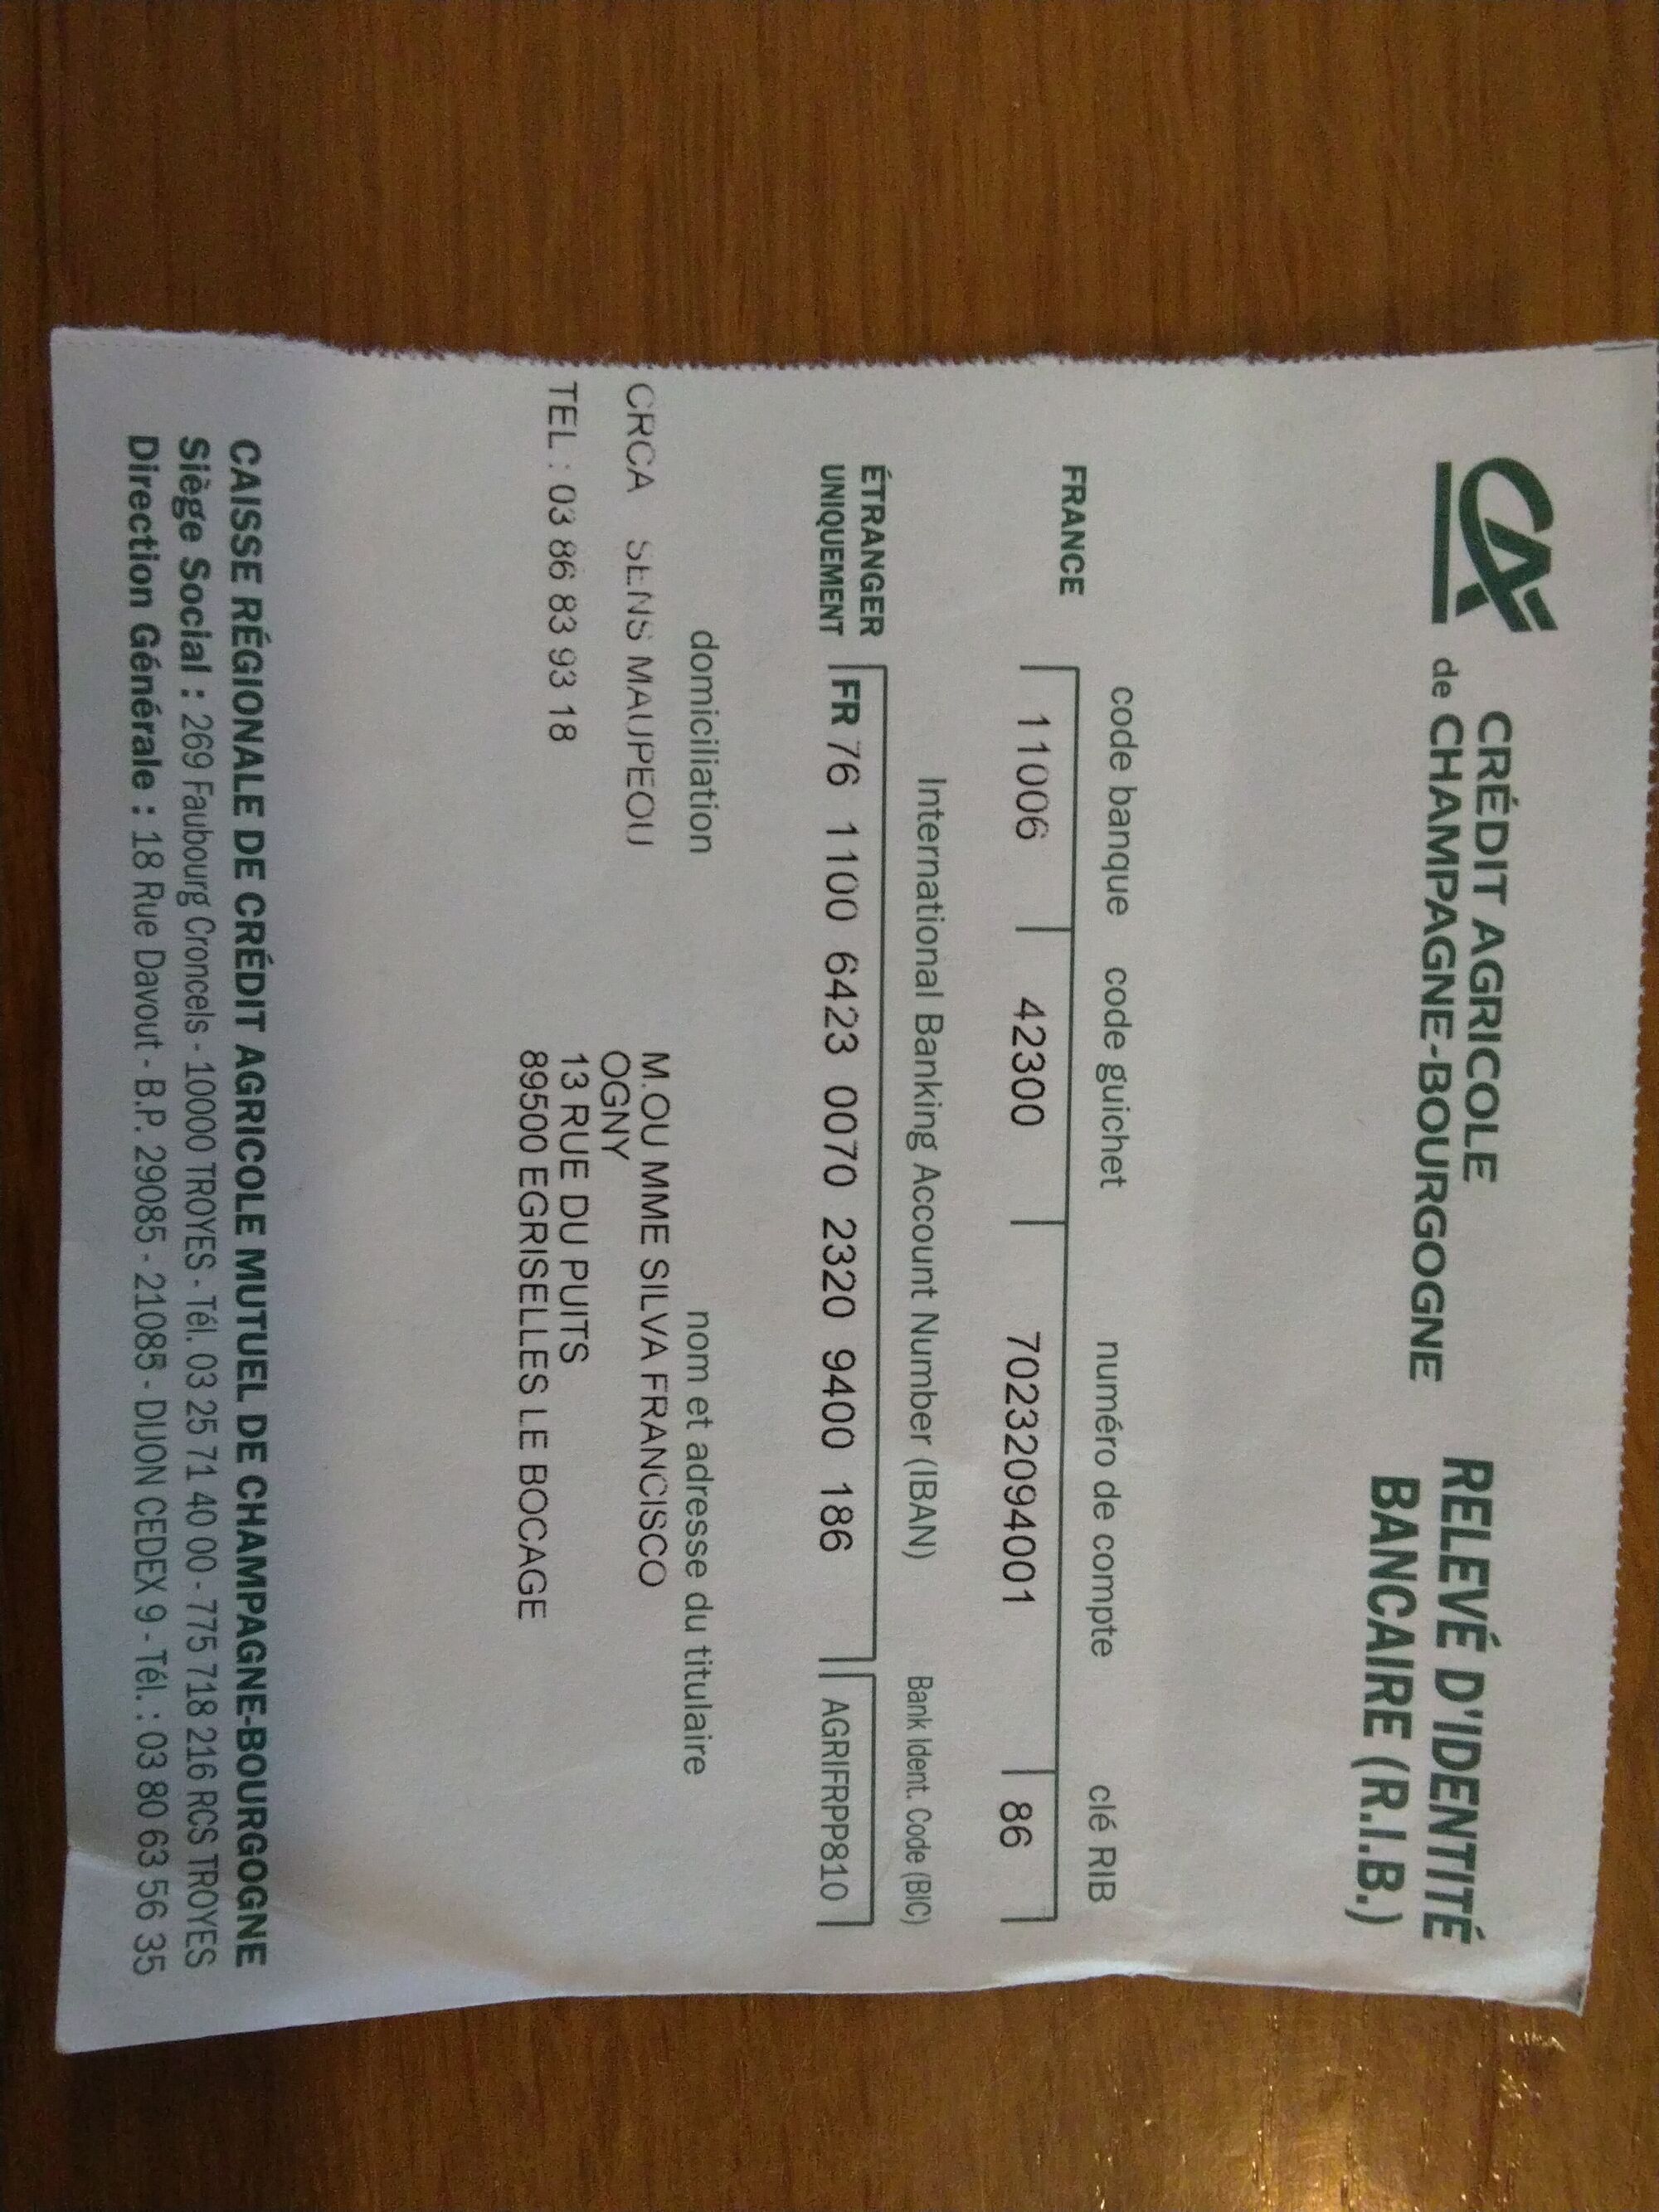 CA
CRÉDIT AGRICOLE
de CHAMPAGNE-BOURGOGNE
RELEVÉ D'IDENTITÉ
BANCAIRE (R.I.B.)
code banque code guichet numéro de compte clé RIB
FRANCE 11006 42300 70232094001 86
International Banking Account Number (IBAN) Bank Ident. Code (BIC)
ÉTRANGER
UNIQUEMENT FR 76 1100 6423 0070 2320 9400 186 AGRIFRPP810
domiciliation nom et adresse du titulaire
CRCA SENS MAUPEOU M.OU MME SILVA FRANCISCO
OGNY
TEL : 03 86 83 93 18 13 RUE DU PUITS
89500 EGRISELLES LE BOCAGE
CAISSE RÉGIONALE DE CRÉDIT AGRICOLE MUTUEL DE CHAMPAGNE-BOURGOGNE
Siège Social : 269 Faubourg Croncels - 10000 TROYES - Tél. 03 25 71 40 00 - 775 718 216 RCS TROYES
Direction Générale : 18 Rue Davout - B.P. 29085 - 21085 - DIJON CEDEX 9 - Tél. : 03 80 63 56 35